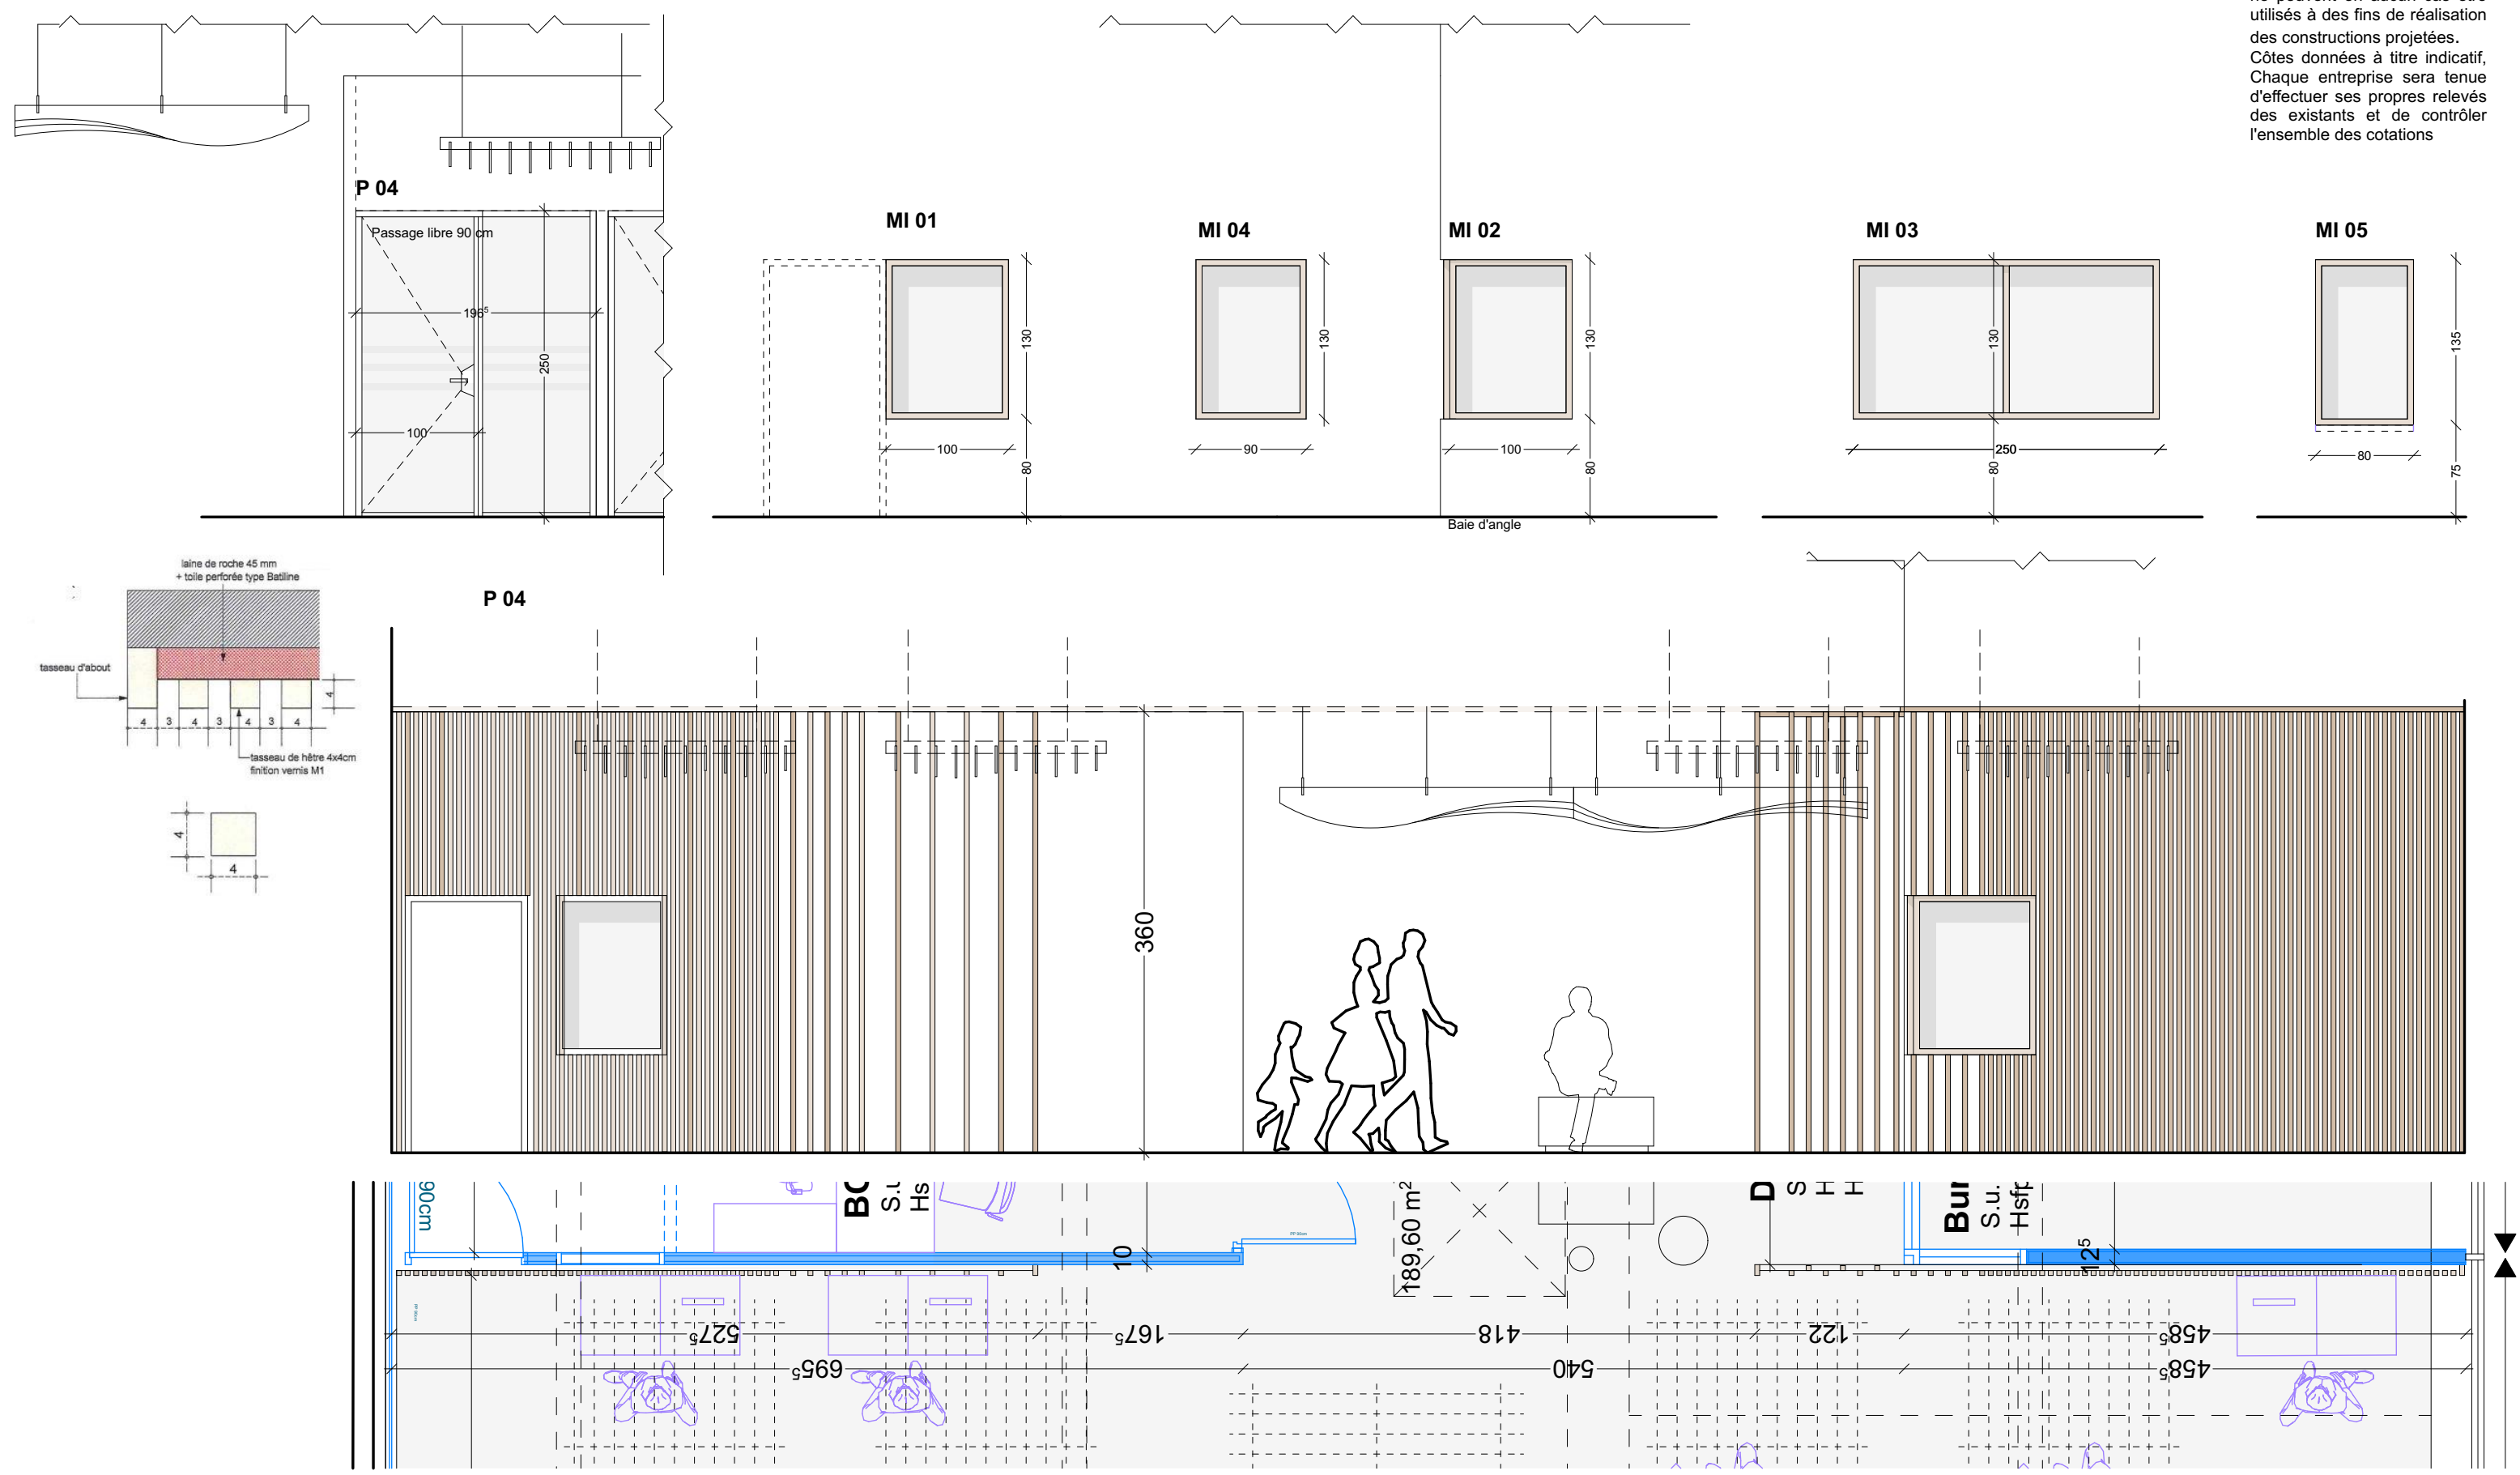 utilisés à des fins de réalisation
des constructions projetées.
Côtes données à titre indicatif,
Chaque entreprise sera tenue
d'effectuer ses propres relevés
des existants et de contrôler
l'ensemble des cotations
P 04
Passage libre 90 cm
196⁵
250
100
MI 01
130
100
80
MI 04
130
90
MI 02
130
100
80
Baie d'angle
MI 03
130
250
80
MI 05
135
80
75
laine de roche 45 mm
+ toile perforée type Batiline
tasseau d'about
4
4 3 4 3 4 3 4
tasseau de hêtre 4x4cm
finition vernis M1
4
4
P 04
360
90cm
S.u
Hs
10
189,60 m²
D
S
H
H
Bur
S.u.
Hsfp
12⁵
527⁵
167⁵
418
122
458⁵
695⁵
540
458⁵